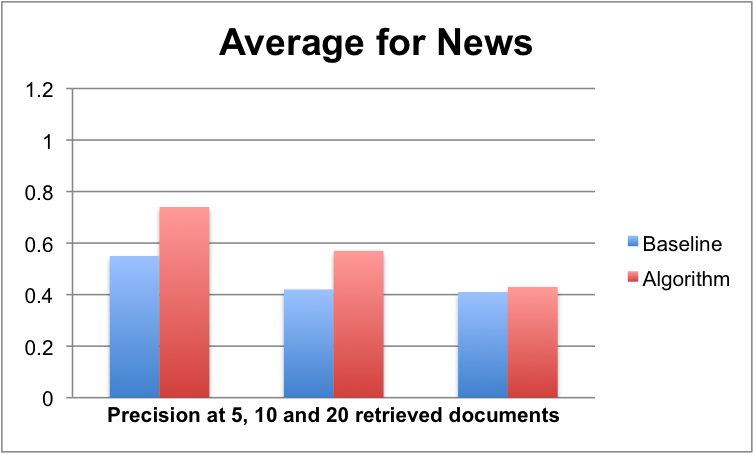 Average for News
1.2
1
0.8
0.6
0.4
0.2
0
Precision at 5, 10 and 20 retrieved documents
Baseline
Algorithm